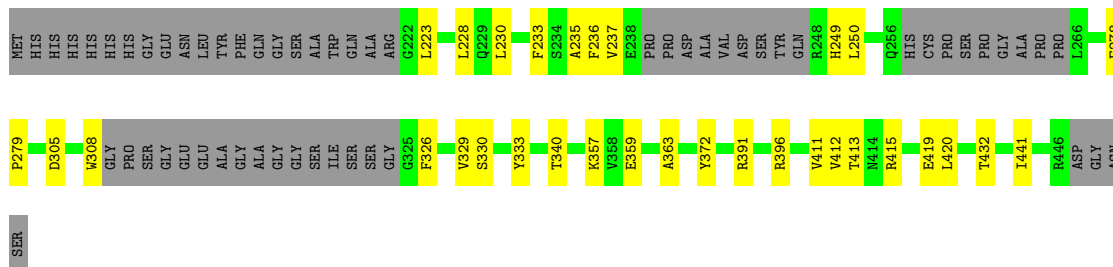 MET HIS HIS HIS HIS HIS HIS GLY GLU ASN LEU TYR PHE GLN GLY SER ALA TRP GLN ALA ARG G222 L223 L228 Q229 L230 F233 S234 A235 F236 V237 E238 PRO PRO ASP ALA VAL ASP SER TYR GLN R248 H249 L250 Q256 HIS CYS PRO SER PRO GLY ALA PRO PRO L266
P279 D305 W308 GLY PRO SER GLY GLU GLU ALA GLY ALA GLY GLY SER ILE SER SER GLY G325 F326 V329 S330 Y333 T340 K357 V358 E359 A363 Y372 R391 R396 V411 V412 T413 N414 R415 E419 L420 T432 I441 R446 ASP GLY ASN
SER